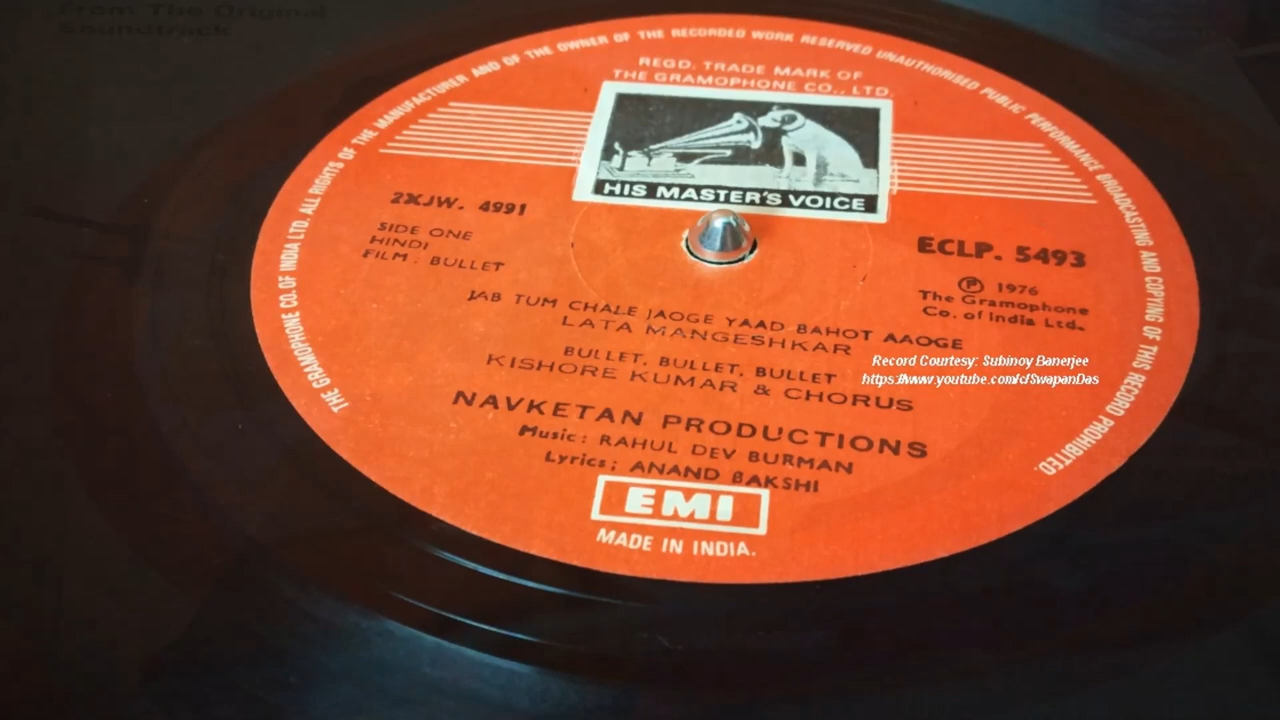 From The Original
Soundtrack
THE GRAMOPHONE CO. OF INDIA LTD. ALL RIGHTS OF THE MANUFACTURER AND OF THE OWNER OF THE RECORDED WORK RESERVED UNAUTHORISED PUBLIC PERFORMANCE BROADCASTING AND COPYING OF THIS RECORD PROHIBITED.
REGD. TRADE MARK OF
THE GRAMOPHONE CO., LTD.
HIS MASTER'S VOICE
2XJW. 4991
SIDE ONE
HINDI
FILM : BULLET
ECLP. 5493
Ⓟ 1976
The Gramophone
Co. of India Ltd.
JAB TUM CHALE JAOGE YAAD BAHOT AAOGE
LATA MANGESHKAR
BULLET, BULLET, BULLET
KISHORE KUMAR & CHORUS
Record Courtesy: Subinoy Banerjee
https://www.youtube.com/c/SwapanDas
NAVKETAN PRODUCTIONS
Music : RAHUL DEV BURMAN
Lyrics ; ANAND BAKSHI
EMI
MADE IN INDIA.